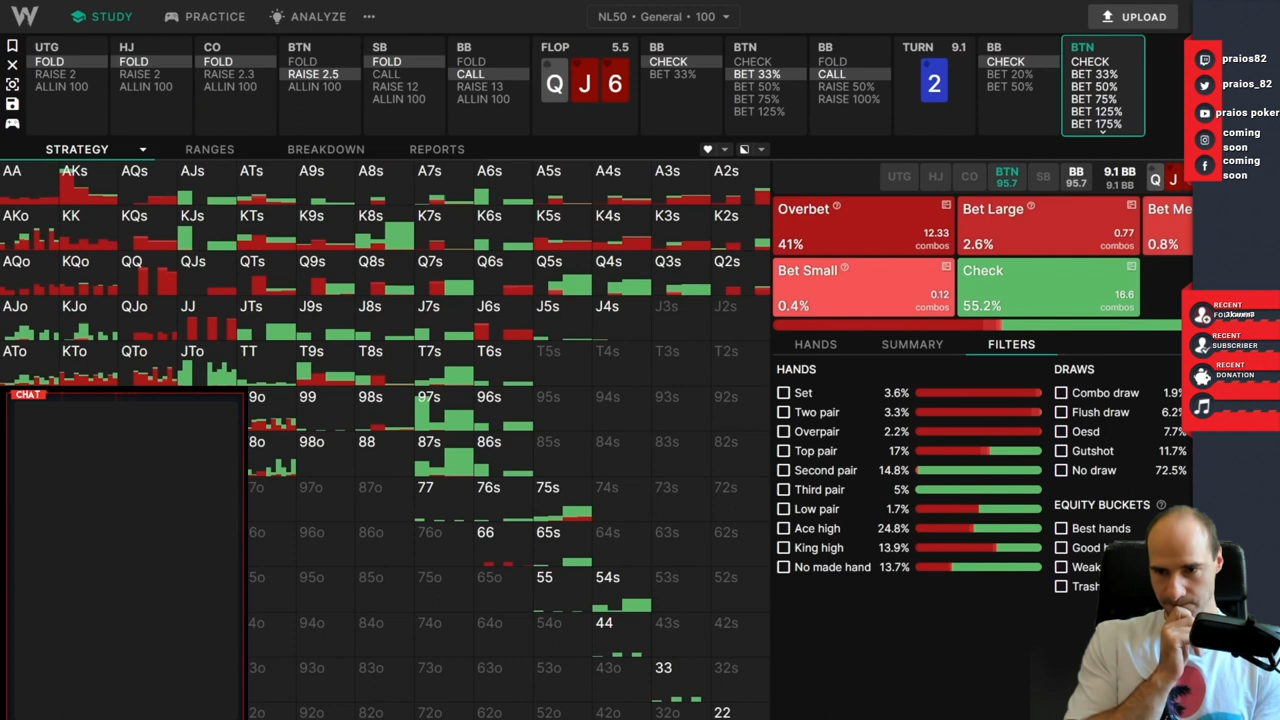 W STUDY PRACTICE ANALYZE ••• NL50 • General • 100 UPLOAD
UTG HJ CO BTN SB BB FLOP 5.5 BB BTN BB TURN 9.1 BB BTN
FOLD FOLD FOLD FOLD FOLD FOLD CHECK CHECK FOLD CHECK CHECK
RAISE 2 RAISE 2 RAISE 2.3 RAISE 2.5 CALL CALL BET 33% BET 33% CALL BET 20% BET 33%
ALLIN 100 ALLIN 100 ALLIN 100 ALLIN 100 RAISE 12 RAISE 13 Q J 6 BET 50% RAISE 50% 2 BET 50% BET 50%
ALLIN 100 ALLIN 100 BET 75% RAISE 100% BET 75%
BET 125% BET 125%
BET 175%
praios82
praios_82
praios poker
coming
soon
coming
soon
STRATEGY RANGES BREAKDOWN REPORTS
AA AKs AQs AJs ATs A9s A8s A7s A6s A5s A4s A3s A2s
AKo KK KQs KJs KTs K9s K8s K7s K6s K5s K4s K3s K2s
AQo KQo QQ QJs QTs Q9s Q8s Q7s Q6s Q5s Q4s Q3s Q2s
AJo KJo QJo JJ JTs J9s J8s J7s J6s J5s J4s J3s J2s
ATo KTo QTo JTo TT T9s T8s T7s T6s T5s T4s T3s T2s
9o 99 98s 97s 96s 95s 94s 93s 92s
8o 98o 88 87s 86s 85s 84s 83s 82s
7o 97o 87o 77 76s 75s 74s 73s 72s
6o 96o 86o 76o 66 65s 64s 63s 62s
5o 95o 85o 75o 65o 55 54s 53s 52s
4o 94o 84o 74o 64o 54o 44 43s 42s
3o 93o 83o 73o 63o 53o 43o 33 32s
2o 92o 82o 72o 62o 52o 42o 32o 22
CHAT
UTG HJ CO BTN 95.7 SB BB 95.7 9.1 BB 9.1 BB Q J
Overbet 12.33 combos 41%
Bet Large 0.77 combos 2.6%
Bet Me 0.8%
Bet Small 0.12 combos 0.4%
Check 16.6 combos 55.2%
HANDS SUMMARY FILTERS
HANDS
Set 3.6%
Two pair 3.3%
Overpair 2.2%
Top pair 17%
Second pair 14.8%
Third pair 5%
Low pair 1.7%
Ace high 24.8%
King high 13.9%
No made hand 13.7%
DRAWS
Combo draw 1.9%
Flush draw 6.2%
Oesd 7.7%
Gutshot 11.7%
No draw 72.5%
EQUITY BUCKETS
Best hands
Good
Weak
Trash
RECENT
RECENT
SUBSCRIBER
RECENT
DONATION